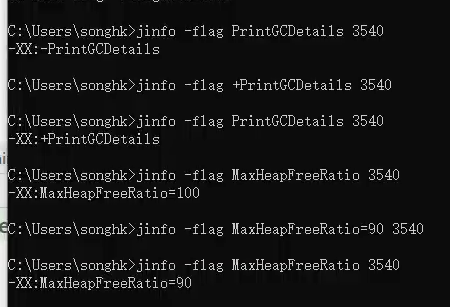 C:\Users\songhk>jinfo -flag PrintGCDetails 3540
-XX:-PrintGCDetails
C:\Users\songhk>jinfo -flag +PrintGCDetails 3540
C:\Users\songhk>jinfo -flag PrintGCDetails 3540
-XX:+PrintGCDetails
C:\Users\songhk>jinfo -flag MaxHeapFreeRatio 3540
-XX:MaxHeapFreeRatio=100
C:\Users\songhk>jinfo -flag MaxHeapFreeRatio=90 3540
C:\Users\songhk>jinfo -flag MaxHeapFreeRatio 3540
-XX:MaxHeapFreeRatio=90